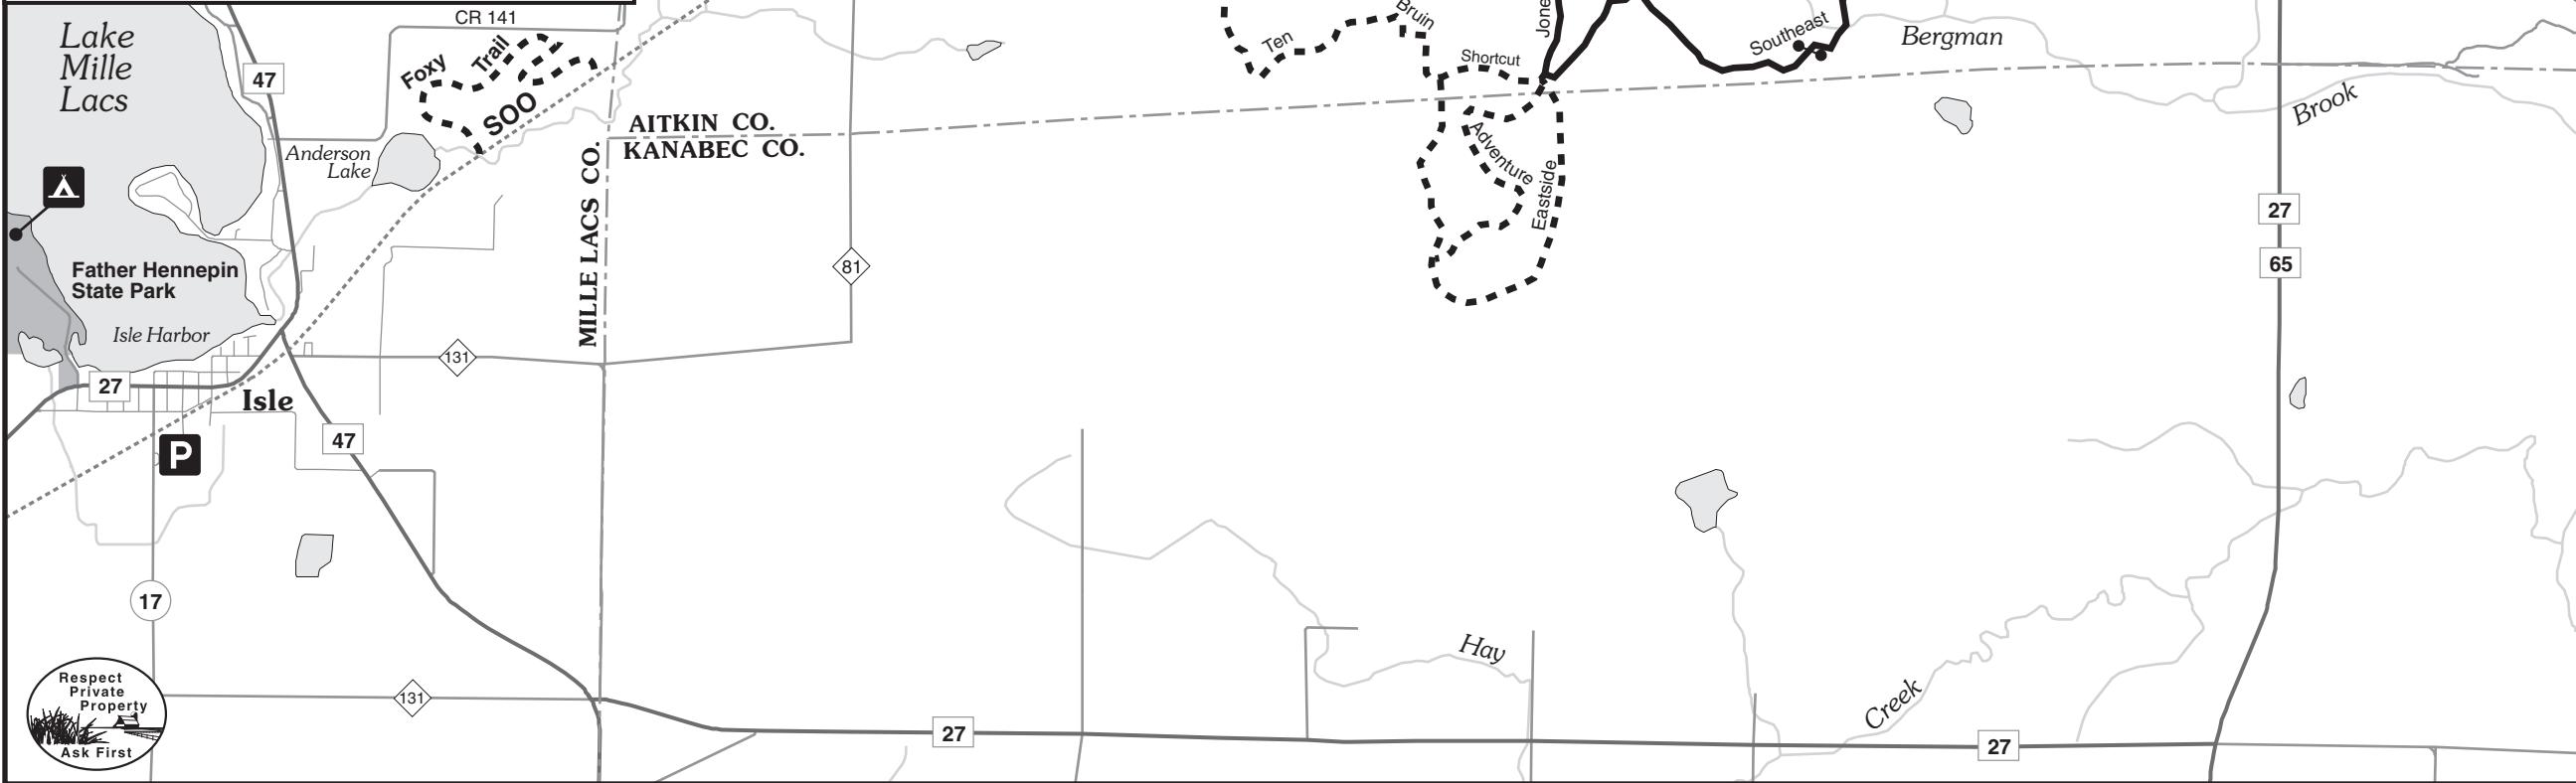 CR 141
Lake
Mille
Lacs
47
Foxy
Trail
SOO
Ten
Bruin
Shortcut
Southeast
Bergman
Brook
AITKIN CO.
KANABEC CO.
MILLE LACS CO.
Anderson
Lake
Adventure
Eastside
27
65
81
Father Hennepin
State Park
Isle Harbor
131
27
Isle
47
P
17
Respect
Private
Property
Ask First
131
27
Hay
Creek
27